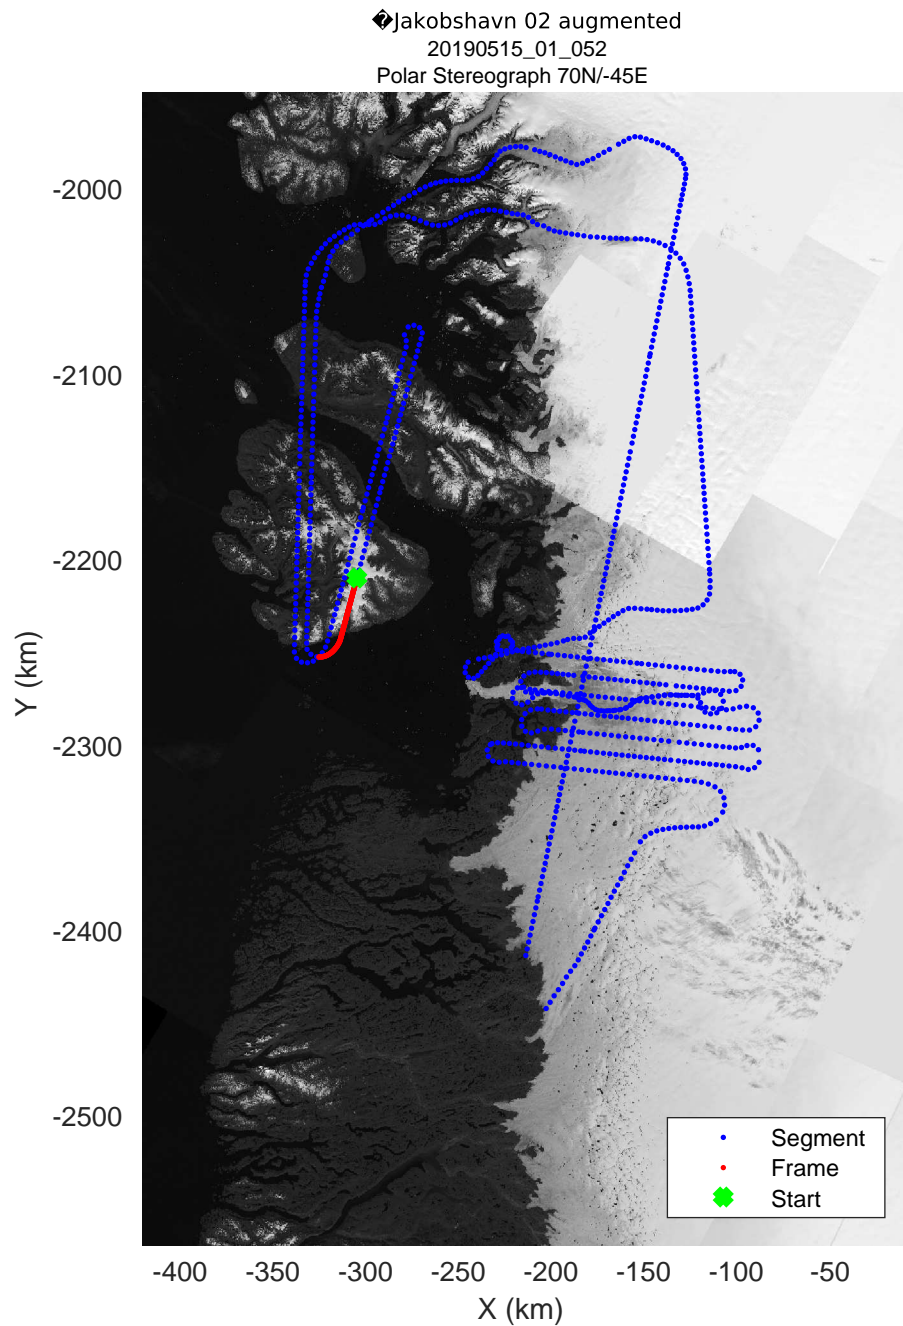 �Jakobshavn 02 augmented
20190515_01_052
Polar Stereograph 70N/-45E
-2000
-2100
-2200
-2300
-2400
-2500
Y (km)
Segment
Frame
Start
-400 -350 -300 -250 -200 -150 -100 -50
X (km)